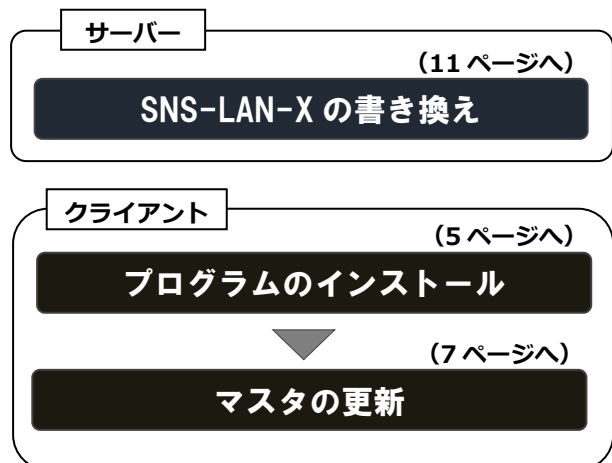 サーバー
（11 ページへ）
SNS-LAN-X の書き換え
クライアント
（5 ページへ）
プログラムのインストール
（7 ページへ）
マスタの更新